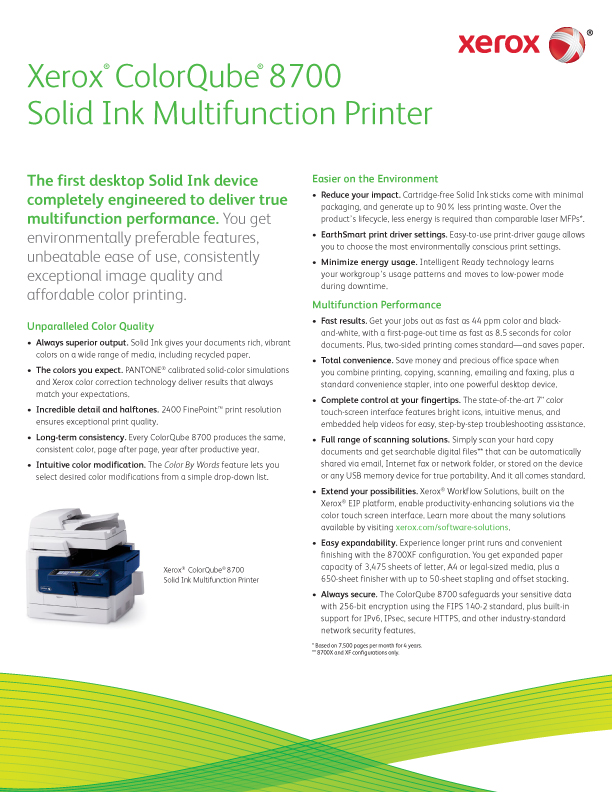 xerox®
Xerox® ColorQube® 8700
Solid Ink Multifunction Printer
The first desktop Solid Ink device
completely engineered to deliver true
multifunction performance. You get
environmentally preferable features,
unbeatable ease of use, consistently
exceptional image quality and
affordable color printing.
Unparalleled Color Quality
• Always superior output. Solid Ink gives your documents rich, vibrant
colors on a wide range of media, including recycled paper.
• The colors you expect. PANTONE® calibrated solid-color simulations
and Xerox color correction technology deliver results that always
match your expectations.
• Incredible detail and halftones. 2400 FinePoint™ print resolution
ensures exceptional print quality.
• Long-term consistency. Every ColorQube 8700 produces the same,
consistent color, page after page, year after productive year.
• Intuitive color modification. The Color By Words feature lets you
select desired color modifications from a simple drop-down list.
Xerox® ColorQube® 8700
Solid Ink Multifunction Printer
Easier on the Environment
• Reduce your impact. Cartridge-free Solid Ink sticks come with minimal
packaging, and generate up to 90% less printing waste. Over the
product's lifecycle, less energy is required than comparable laser MFPs*.
• EarthSmart print driver settings. Easy-to-use print-driver gauge allows
you to choose the most environmentally conscious print settings.
• Minimize energy usage. Intelligent Ready technology learns
your workgroup's usage patterns and moves to low-power mode
during downtime.
Multifunction Performance
• Fast results. Get your jobs out as fast as 44 ppm color and black-
and-white, with a first-page-out time as fast as 8.5 seconds for color
documents. Plus, two-sided printing comes standard—and saves paper.
• Total convenience. Save money and precious office space when
you combine printing, copying, scanning, emailing and faxing, plus a
standard convenience stapler, into one powerful desktop device.
• Complete control at your fingertips. The state-of-the-art 7" color
touch-screen interface features bright icons, intuitive menus, and
embedded help videos for easy, step-by-step troubleshooting assistance.
• Full range of scanning solutions. Simply scan your hard copy
documents and get searchable digital files** that can be automatically
shared via email, Internet fax or network folder, or stored on the device
or any USB memory device for true portability. And it all comes standard.
• Extend your possibilities. Xerox® Workflow Solutions, built on the
Xerox® EIP platform, enable productivity-enhancing solutions via the
color touch screen interface. Learn more about the many solutions
available by visiting xerox.com/software-solutions.
• Easy expandability. Experience longer print runs and convenient
finishing with the 8700XF configuration. You get expanded paper
capacity of 3,475 sheets of letter, A4 or legal-sized media, plus a
650-sheet finisher with up to 50-sheet stapling and offset stacking.
• Always secure. The ColorQube 8700 safeguards your sensitive data
with 256-bit encryption using the FIPS 140-2 standard, plus built-in
support for IPv6, IPsec, secure HTTPS, and other industry-standard
network security features.
* Based on 7,500 pages per month for 4 years.
** 8700X and XF configurations only.